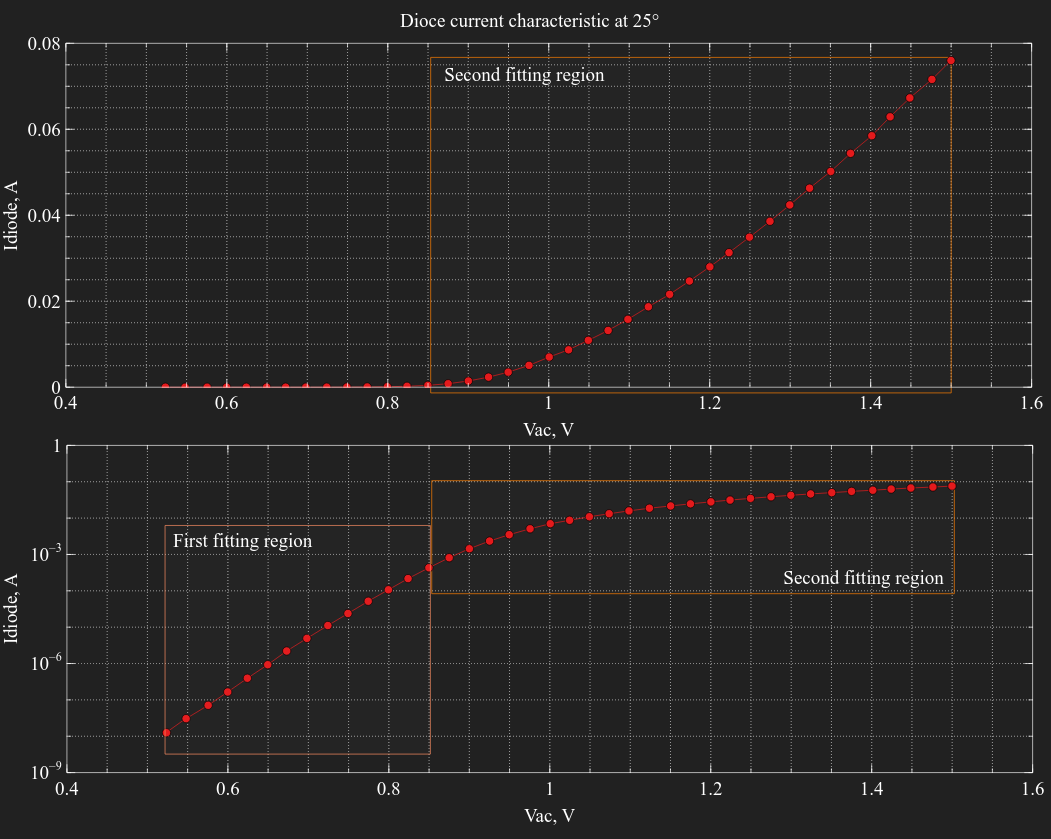 Dioce current characteristic at 25°
0.08
0.06
0.04
0.02
0
Idiode, A
Second fitting region
0.4 0.6 0.8 1 1.2 1.4 1.6
Vac, V
1
10⁻³
10⁻⁶
10⁻⁹
Idiode, A
First fitting region
Second fitting region
0.4 0.6 0.8 1 1.2 1.4 1.6
Vac, V